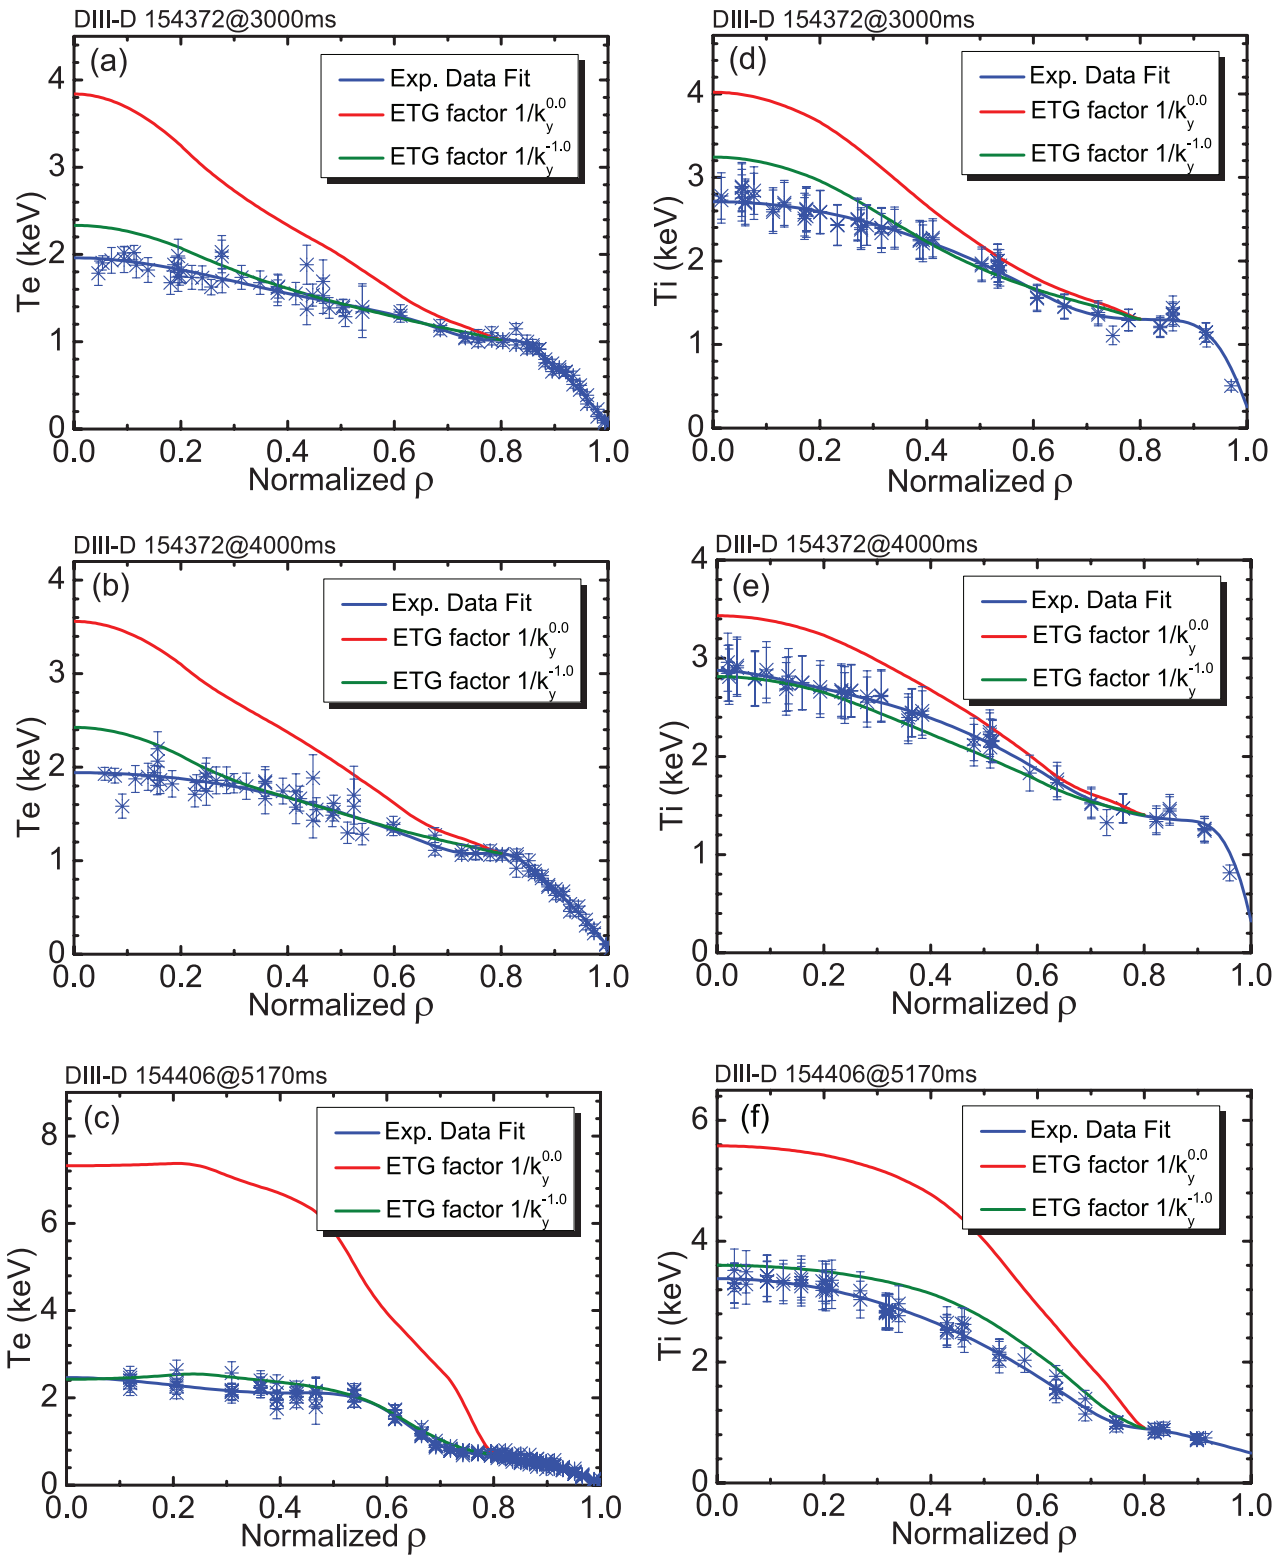 DIII-D 154372@3000ms
(a)
Exp. Data Fit
ETG factor 1/k_y^0.0
ETG factor 1/k_y^-1.0
Te (keV)
4
3
2
1
0
0.0 0.2 0.4 0.6 0.8 1.0
Normalized ρ
DIII-D 154372@3000ms
(d)
Exp. Data Fit
ETG factor 1/k_y^0.0
ETG factor 1/k_y^-1.0
Ti (keV)
4
3
2
1
0
0.0 0.2 0.4 0.6 0.8 1.0
Normalized ρ
DIII-D 154372@4000ms
(b)
Exp. Data Fit
ETG factor 1/k_y^0.0
ETG factor 1/k_y^-1.0
Te (keV)
4
3
2
1
0
0.0 0.2 0.4 0.6 0.8 1.0
Normalized ρ
DIII-D 154372@4000ms
(e)
Exp. Data Fit
ETG factor 1/k_y^0.0
ETG factor 1/k_y^-1.0
Ti (keV)
4
3
2
1
0
0.0 0.2 0.4 0.6 0.8 1.0
Normalized ρ
DIII-D 154406@5170ms
(c)
Exp. Data Fit
ETG factor 1/k_y^0.0
ETG factor 1/k_y^-1.0
Te (keV)
8
6
4
2
0
0.0 0.2 0.4 0.6 0.8 1.0
Normalized ρ
DIII-D 154406@5170ms
(f)
Exp. Data Fit
ETG factor 1/k_y^0.0
ETG factor 1/k_y^-1.0
Ti (keV)
6
4
2
0
0.0 0.2 0.4 0.6 0.8 1.0
Normalized ρ